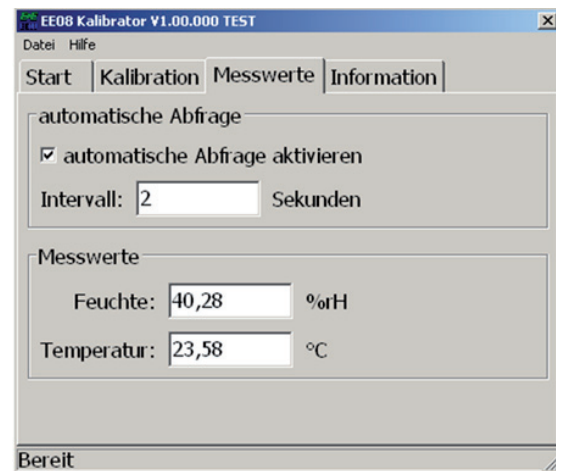 EE08 Kalibrator V1.00.000 TEST
Datei Hilfe
Start Kalibration Messwerte Information
automatische Abfrage
automatische Abfrage aktivieren
Intervall: 2 Sekunden
Messwerte
Feuchte: 40,28 %rH
Temperatur: 23,58 °C
Bereit